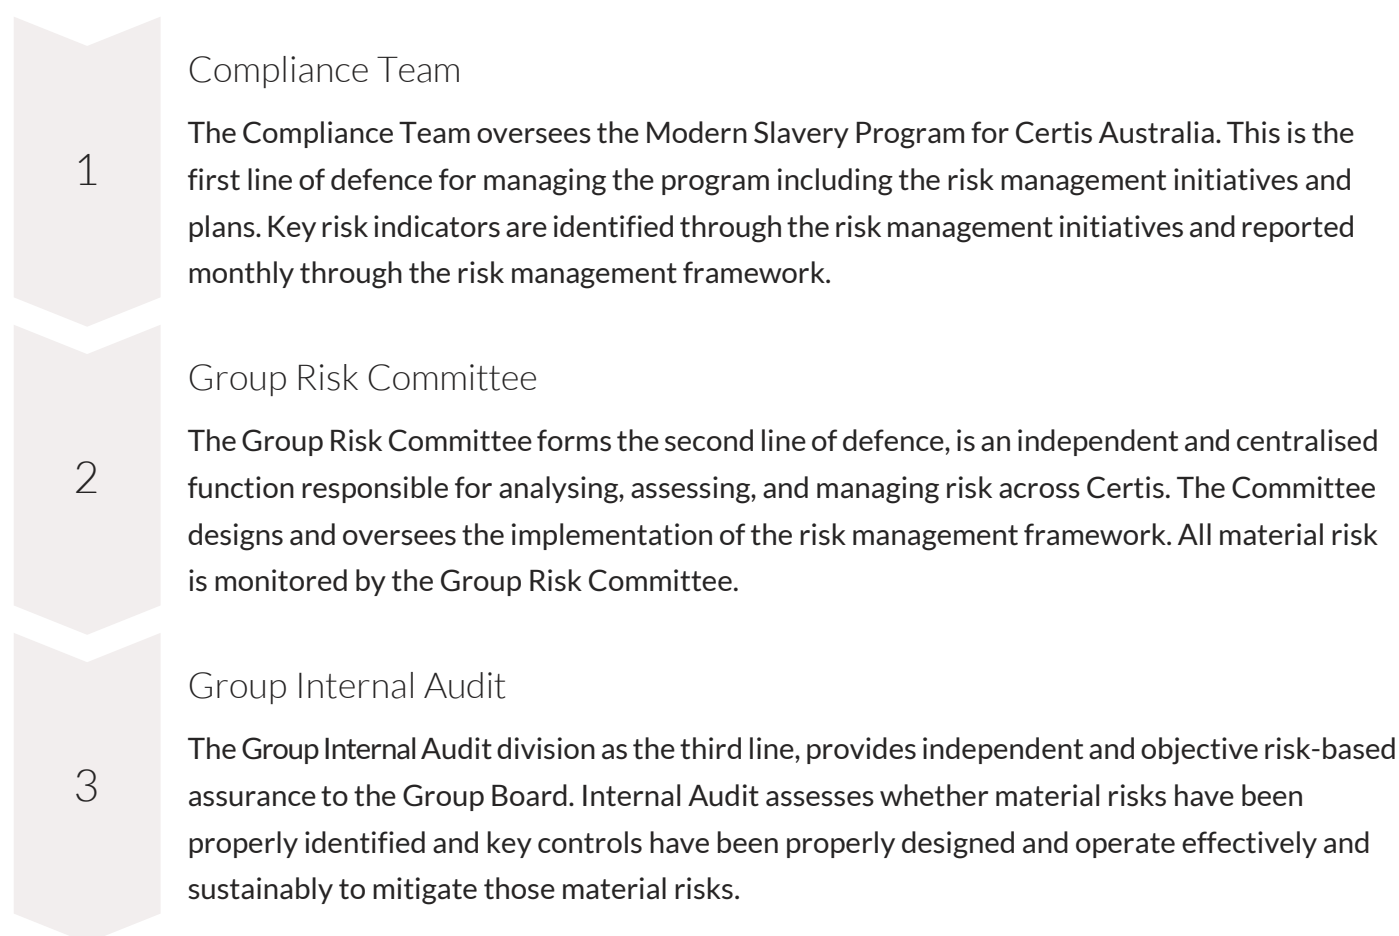 1
Compliance Team
The Compliance Team oversees the Modern Slavery Program for Certis Australia. This is the
first line of defence for managing the program including the risk management initiatives and
plans. Key risk indicators are identified through the risk management initiatives and reported
monthly through the risk management framework.
2
Group Risk Committee
The Group Risk Committee forms the second line of defence, is an independent and centralised
function responsible for analysing, assessing, and managing risk across Certis. The Committee
designs and oversees the implementation of the risk management framework. All material risk
is monitored by the Group Risk Committee.
3
Group Internal Audit
The Group Internal Audit division as the third line, provides independent and objective risk-based
assurance to the Group Board. Internal Audit assesses whether material risks have been
properly identified and key controls have been properly designed and operate effectively and
sustainably to mitigate those material risks.